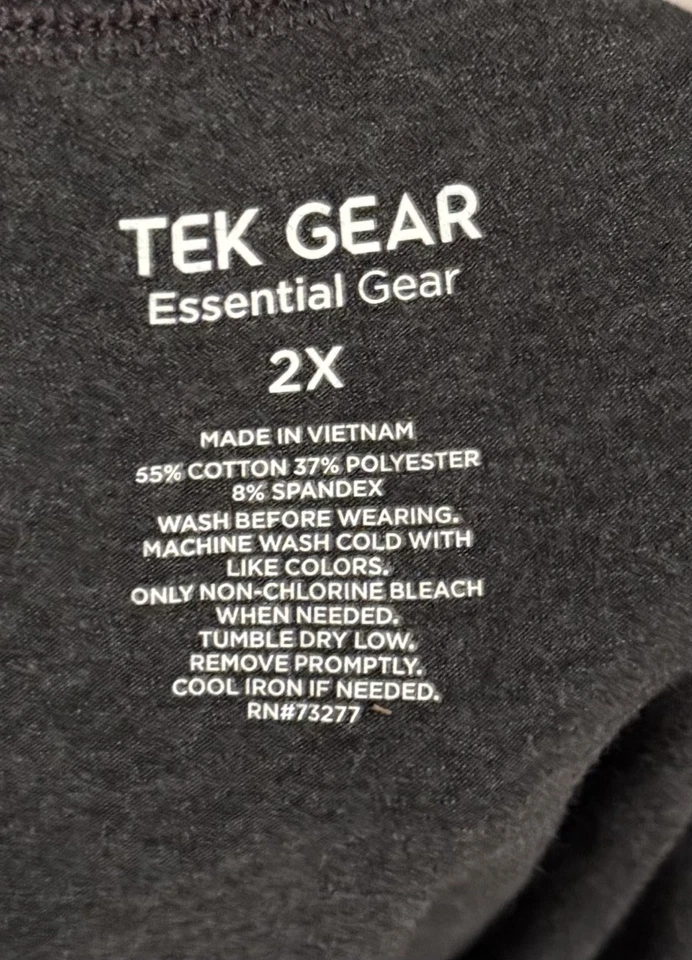 TEK GEAR
Essential Gear
2X
MADE IN VIETNAM
55% COTTON 37% POLYESTER
8% SPANDEX
WASH BEFORE WEARING.
MACHINE WASH COLD WITH
LIKE COLORS.
ONLY NON-CHLORINE BLEACH
WHEN NEEDED.
TUMBLE DRY LOW.
REMOVE PROMPTLY.
COOL IRON IF NEEDED.
RN#73277